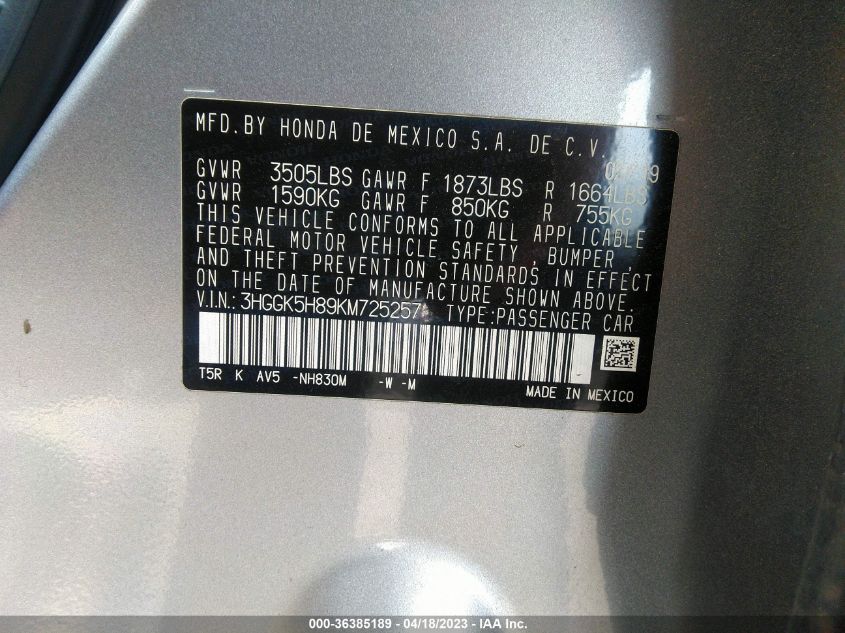 MFD.BY HONDA DE MEXICO S.A. DE C.V.
GVWR 3505LBS GAWR F 1873LBS R 1664LBS
GVWR 1590KG GAWR F 850KG R 755KG
THIS VEHICLE CONFORMS TO ALL APPLICABLE
FEDERAL MOTOR VEHICLE SAFETY, BUMPER,
AND THEFT PREVENTION STANDARDS IN EFFECT
ON THE DATE OF MANUFACTURE SHOWN ABOVE.
V.I.N.: 3HGGK5H89KM725257 TYPE:PASSENGER CAR
T5R K AV5 -NH830M -W -M
MADE IN MEXICO
000-36385189 - 04/18/2023 - IAA Inc.